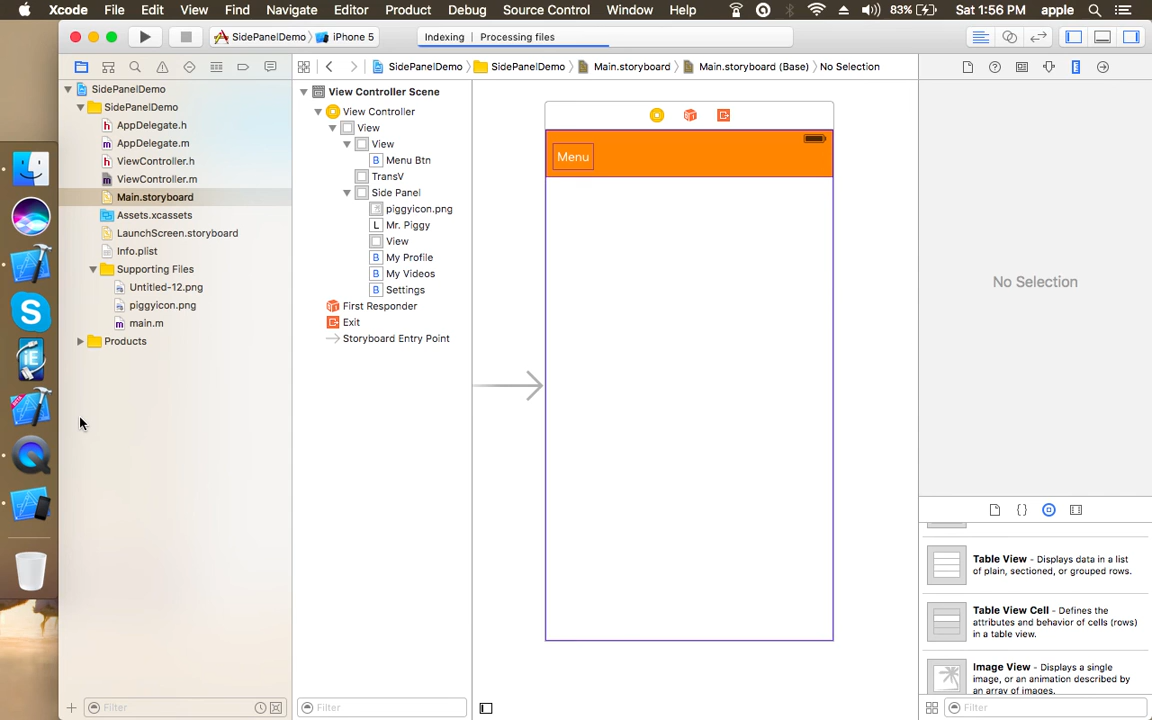 Xcode File Edit View Find Navigate Editor Product Debug Source Control Window Help 83% Sat 1:56 PM apple
SidePanelDemo iPhone 5 Indexing Processing files
SidePanelDemo SidePanelDemo Main.storyboard Main.storyboard (Base) No Selection
SidePanelDemo
SidePanelDemo
AppDelegate.h
AppDelegate.m
ViewController.h
ViewController.m
Main.storyboard
Assets.xcassets
LaunchScreen.storyboard
Info.plist
Supporting Files
Untitled-12.png
piggyicon.png
main.m
Products
Filter
View Controller Scene
View Controller
View
View
B Menu Btn
TransV
Side Panel
piggyicon.png
L Mr. Piggy
View
B My Profile
B My Videos
B Settings
First Responder
Exit
Storyboard Entry Point
Filter
Menu
No Selection
Table View - Displays data in a list
of plain, sectioned, or grouped rows.
Table View Cell - Defines the
attributes and behavior of cells (rows)
in a table view.
Image View - Displays a single
image, or an animation described by
an array of images.
Filter